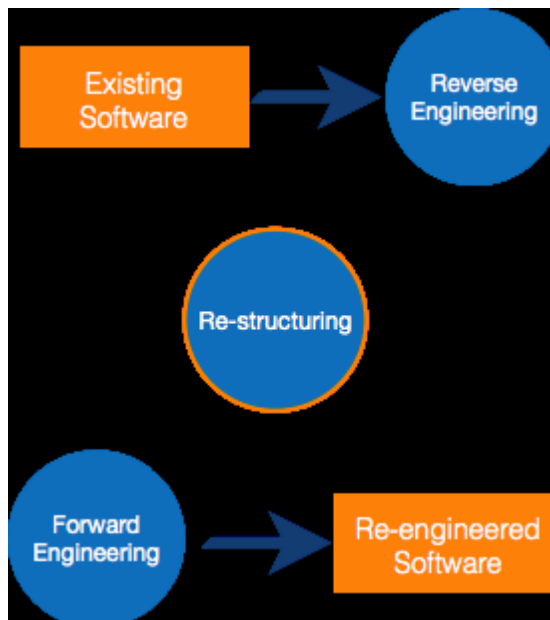 Existing
Software
Reverse
Engineering
Re-structuring
Forward
Engineering
Re-engineered
Software